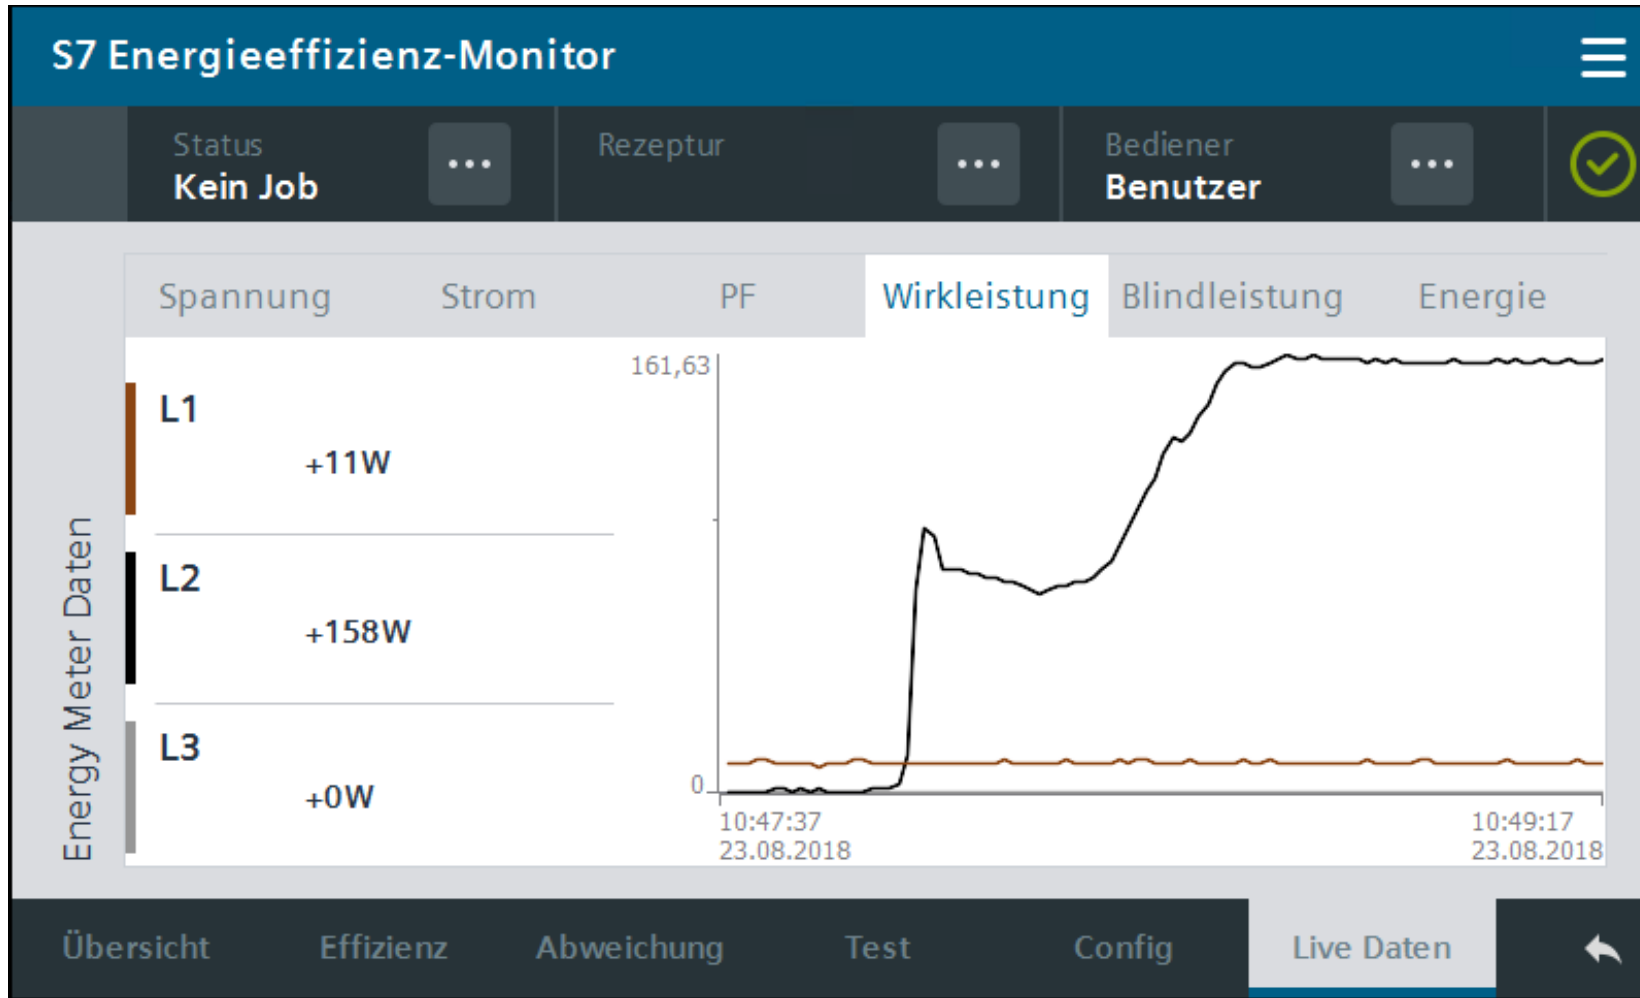 S7 Energieeffizienz-Monitor
Status
Kein Job
Rezeptur
Bediener
Benutzer
Spannung Strom PF Wirkleistung Blindleistung Energie
Energy Meter Daten
L1
+11W
L2
+158W
L3
+0W
161,63
0
10:47:37
23.08.2018
10:49:17
23.08.2018
Übersicht Effizienz Abweichung Test Config Live Daten